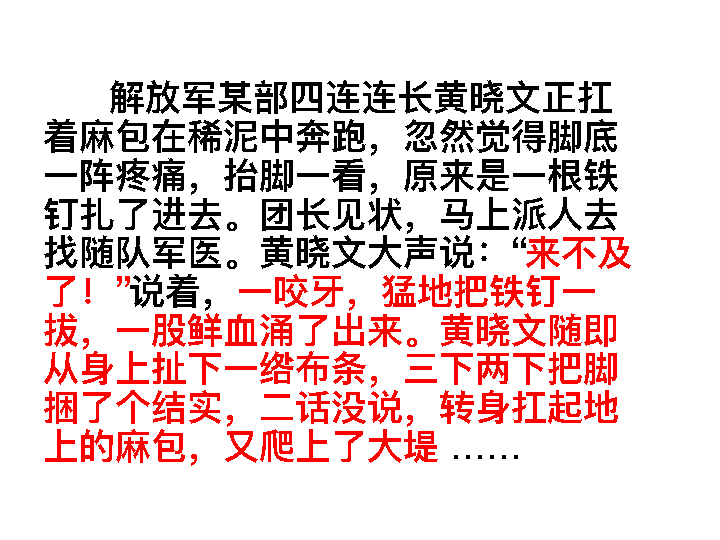 解放军某部四连连长黄晓文正扛
着麻包在稀泥中奔跑，忽然觉得脚底
一阵疼痛，抬脚一看，原来是一根铁
钉扎了进去。团长见状，马上派人去
找随队军医。黄晓文大声说：“来不及
了！”说着，一咬牙，猛地把铁钉一
拔，一股鲜血涌了出来。黄晓文随即
从身上扯下一绺布条，三下两下把脚
捆了个结实，二话没说，转身扛起地
上的麻包，又爬上了大堤 ……